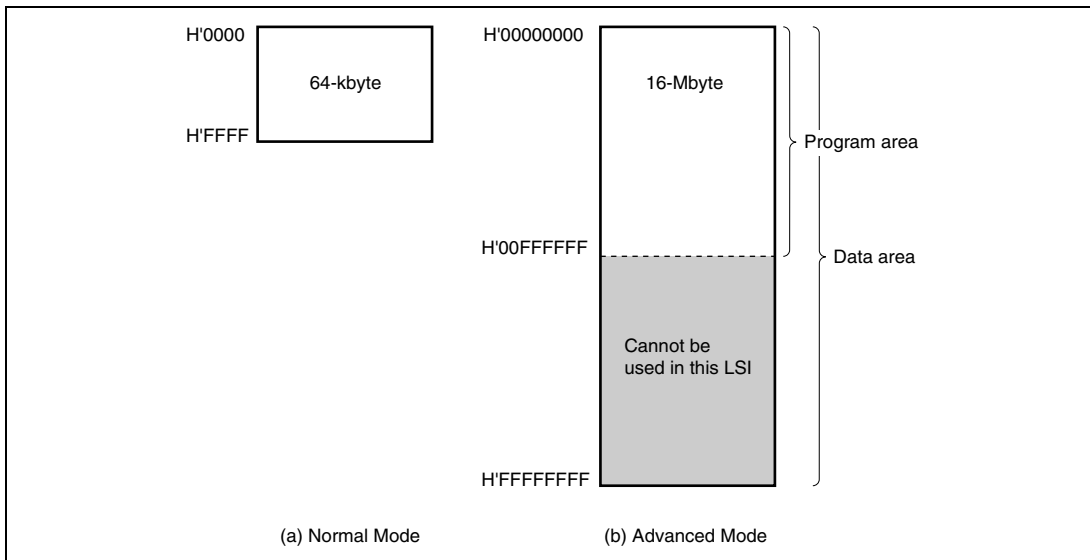 H'0000
64-kbyte
H'FFFF
(a) Normal Mode
H'00000000
16-Mbyte
Program area
H'00FFFFFF
Data area
Cannot be
used in this LSI
H'FFFFFFFF
(b) Advanced Mode